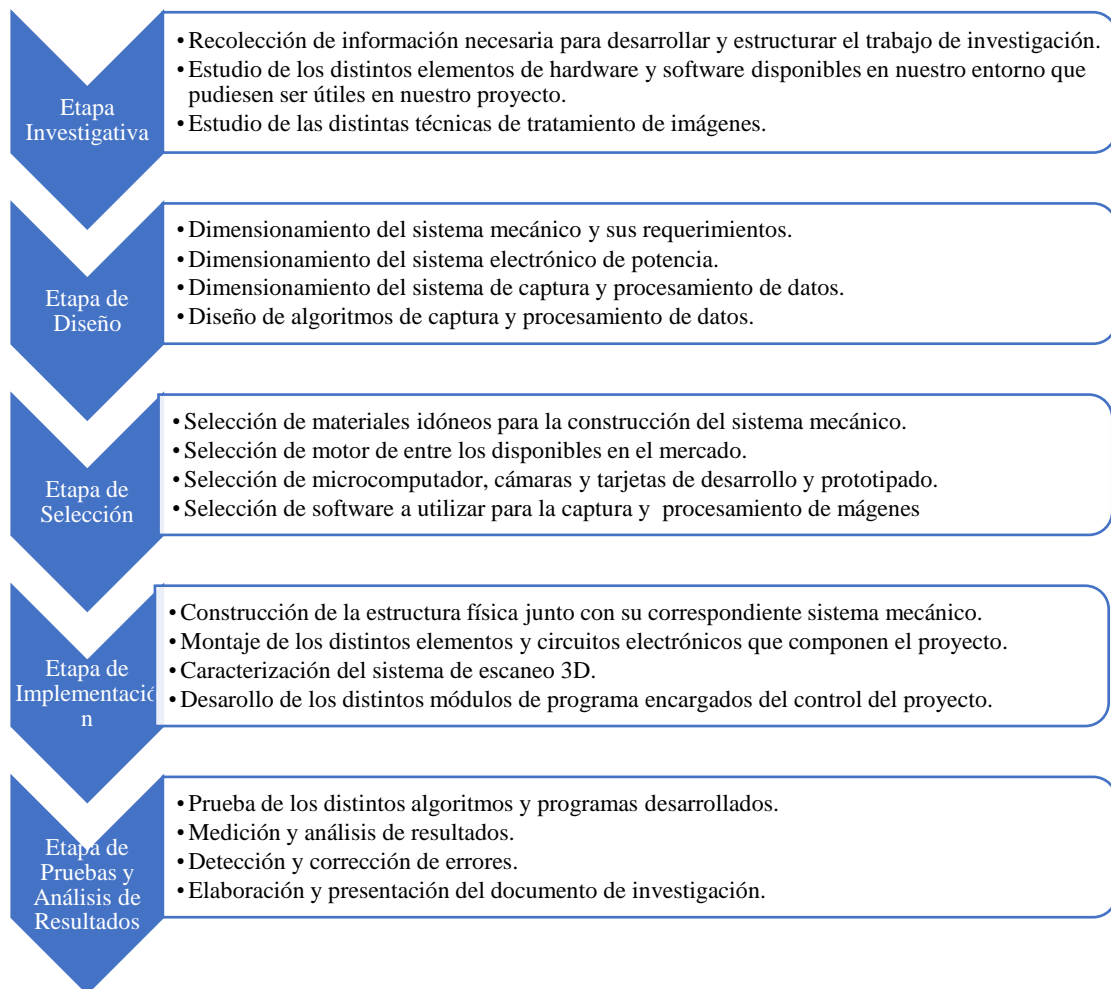 Etapa
Investigativa
• Recolección de información necesaria para desarrollar y estructurar el trabajo de investigación.
• Estudio de los distintos elementos de hardware y software disponibles en nuestro entorno que
pudiesen ser útiles en nuestro proyecto.
• Estudio de las distintas técnicas de tratamiento de imágenes.
Etapa de
Diseño
• Dimensionamiento del sistema mecánico y sus requerimientos.
• Dimensionamiento del sistema electrónico de potencia.
• Dimensionamiento del sistema de captura y procesamiento de datos.
• Diseño de algoritmos de captura y procesamiento de datos.
Etapa de
Selección
• Selección de materiales idóneos para la construcción del sistema mecánico.
• Selección de motor de entre los disponibles en el mercado.
• Selección de microcomputador, cámaras y tarjetas de desarrollo y prototipado.
• Selección de software a utilizar para la captura y procesamiento de mágenes
Etapa de
Implementació
n
• Construcción de la estructura física junto con su correspondiente sistema mecánico.
• Montaje de los distintos elementos y circuitos electrónicos que componen el proyecto.
• Caracterización del sistema de escaneo 3D.
• Desarollo de los distintos módulos de programa encargados del control del proyecto.
Etapa de
Pruebas y
Análisis de
Resultados
• Prueba de los distintos algoritmos y programas desarrollados.
• Medición y análisis de resultados.
• Detección y corrección de errores.
• Elaboración y presentación del documento de investigación.